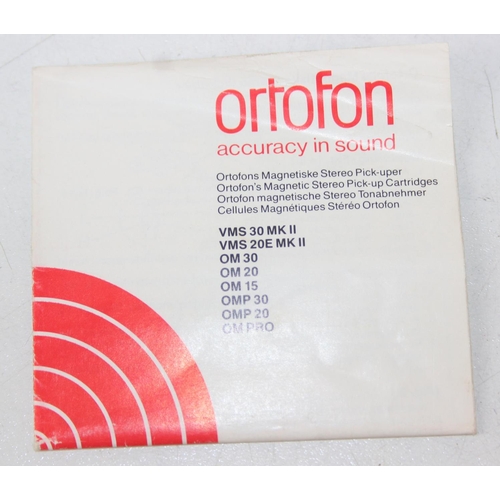 ortofon
accuracy in sound
Ortofons Magnetiske Stereo Pick-uper
Ortofon's Magnetic Stereo Pick-up Cartridges
Ortofon magnetische Stereo Tonabnehmer
Cellules Magnétiques Stéréo Ortofon
VMS 30 MK II
VMS 20E MK II
OM 30
OM 20
OM 15
OMP 30
OMP 20
OM PRO